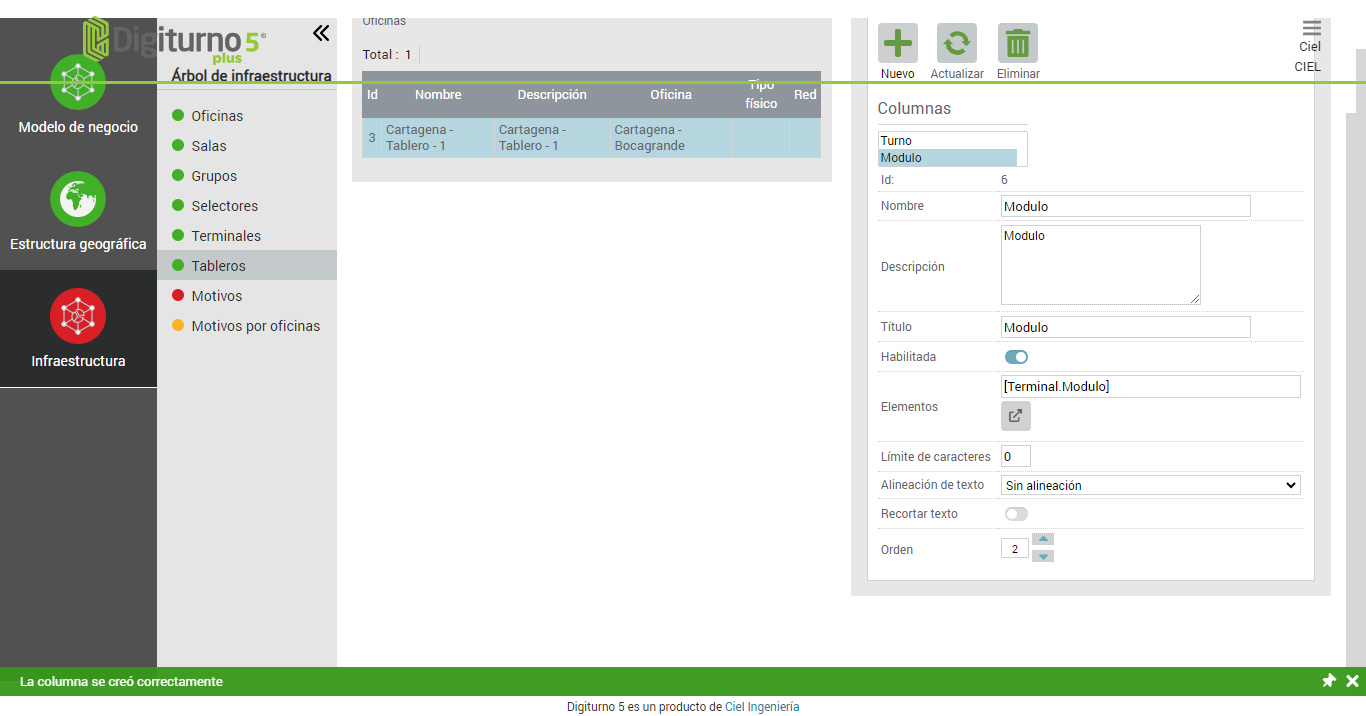 Digiturno 5®
plus
Modelo de negocio
Estructura geográfica
Infraestructura
Árbol de infraestructura
Oficinas
Salas
Grupos
Selectores
Terminales
Tableros
Motivos
Motivos por oficinas
Oficinas
Total : 1
Id Nombre Descripción Oficina Tipo físico Red
3 Cartagena - Tablero - 1 Cartagena - Tablero - 1 Cartagena - Bocagrande
Nuevo Actualizar Eliminar
Ciel
CIEL
Columnas
Turno
Modulo
Id: 6
Nombre Modulo
Descripción Modulo
Título Modulo
Habilitada
Elementos [Terminal.Modulo]
Límite de caracteres 0
Alineación de texto Sin alineación
Recortar texto
Orden 2
La columna se creó correctamente
Digiturno 5 es un producto de Ciel Ingeniería